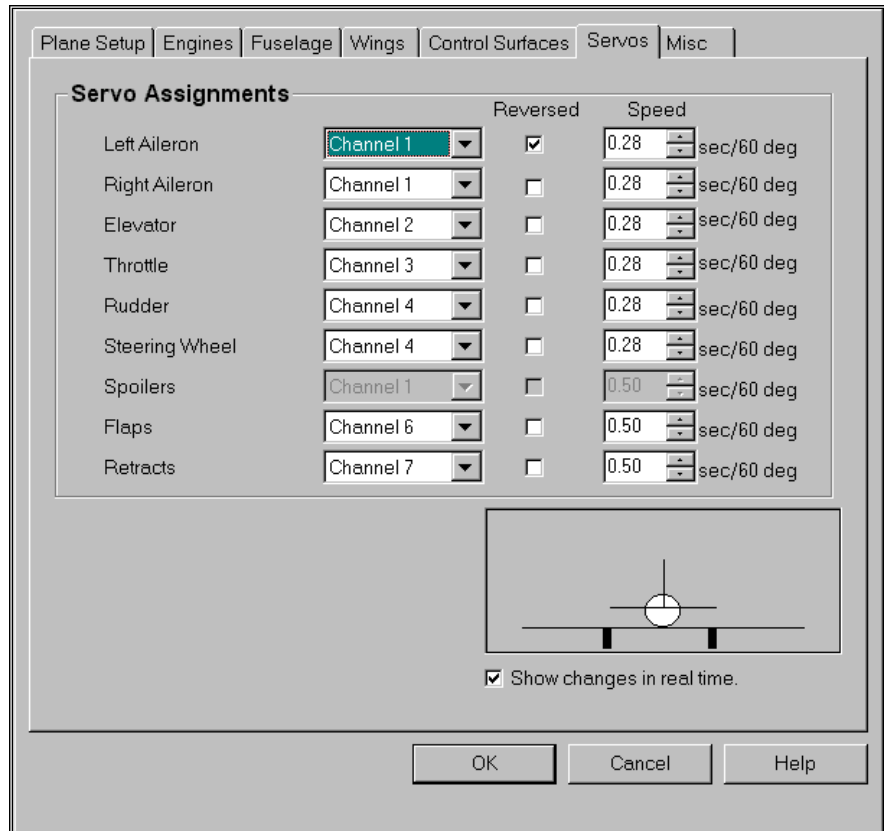 Plane Setup Engines Fuselage Wings Control Surfaces Servos Misc
Servo Assignments
Reversed Speed
Left Aileron Channel 1 0.28 sec/60 deg
Right Aileron Channel 1 0.28 sec/60 deg
Elevator Channel 2 0.28 sec/60 deg
Throttle Channel 3 0.28 sec/60 deg
Rudder Channel 4 0.28 sec/60 deg
Steering Wheel Channel 4 0.28 sec/60 deg
Spoilers Channel 1 0.50 sec/60 deg
Flaps Channel 6 0.50 sec/60 deg
Retracts Channel 7 0.50 sec/60 deg
Show changes in real time.
OK Cancel Help